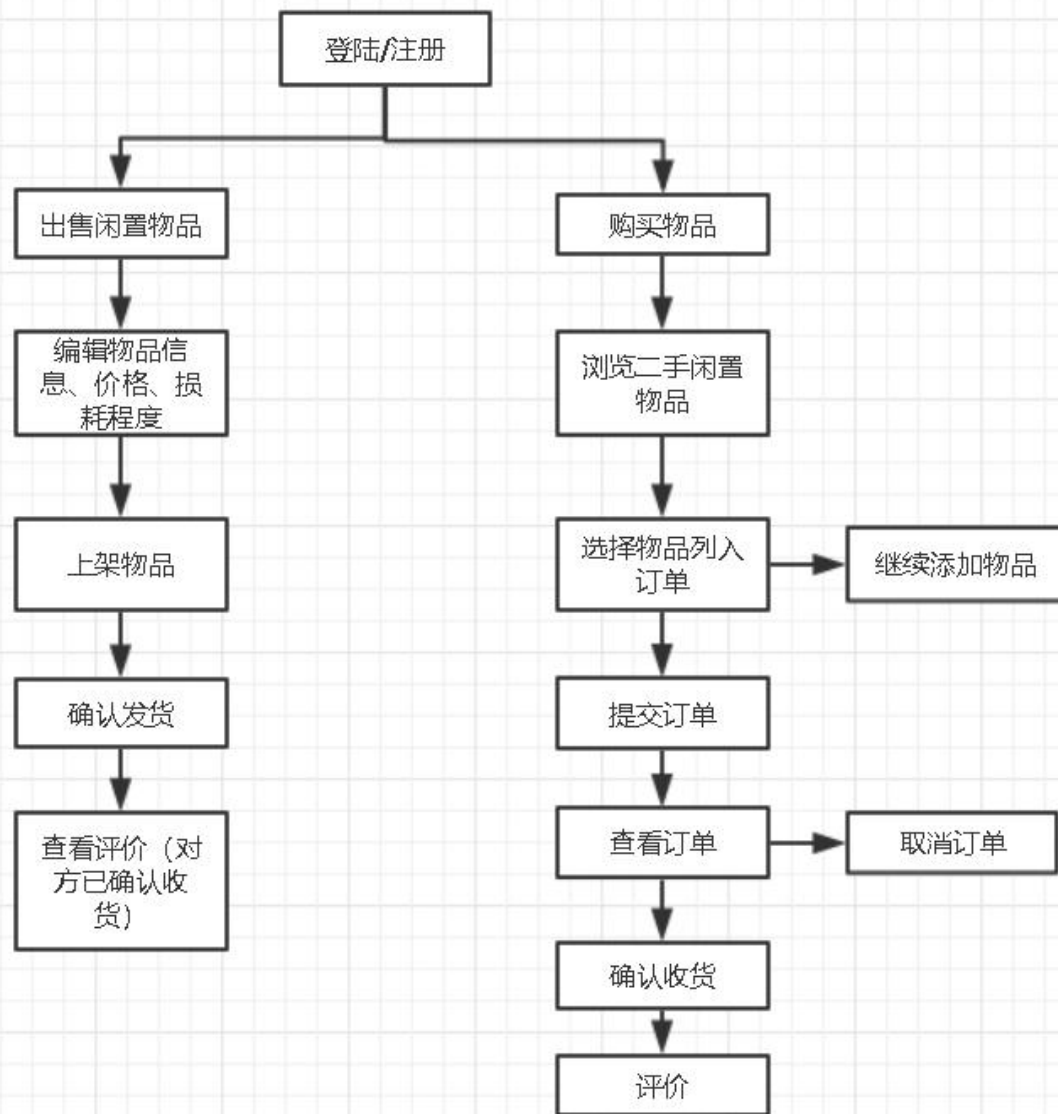 登陆/注册
出售闲置物品
购买物品
编辑物品信
息、价格、损
耗程度
浏览二手闲置
物品
上架物品
选择物品列入
订单
继续添加物品
确认发货
提交订单
查看评价（对
方已确认收
货）
查看订单
取消订单
确认收货
评价